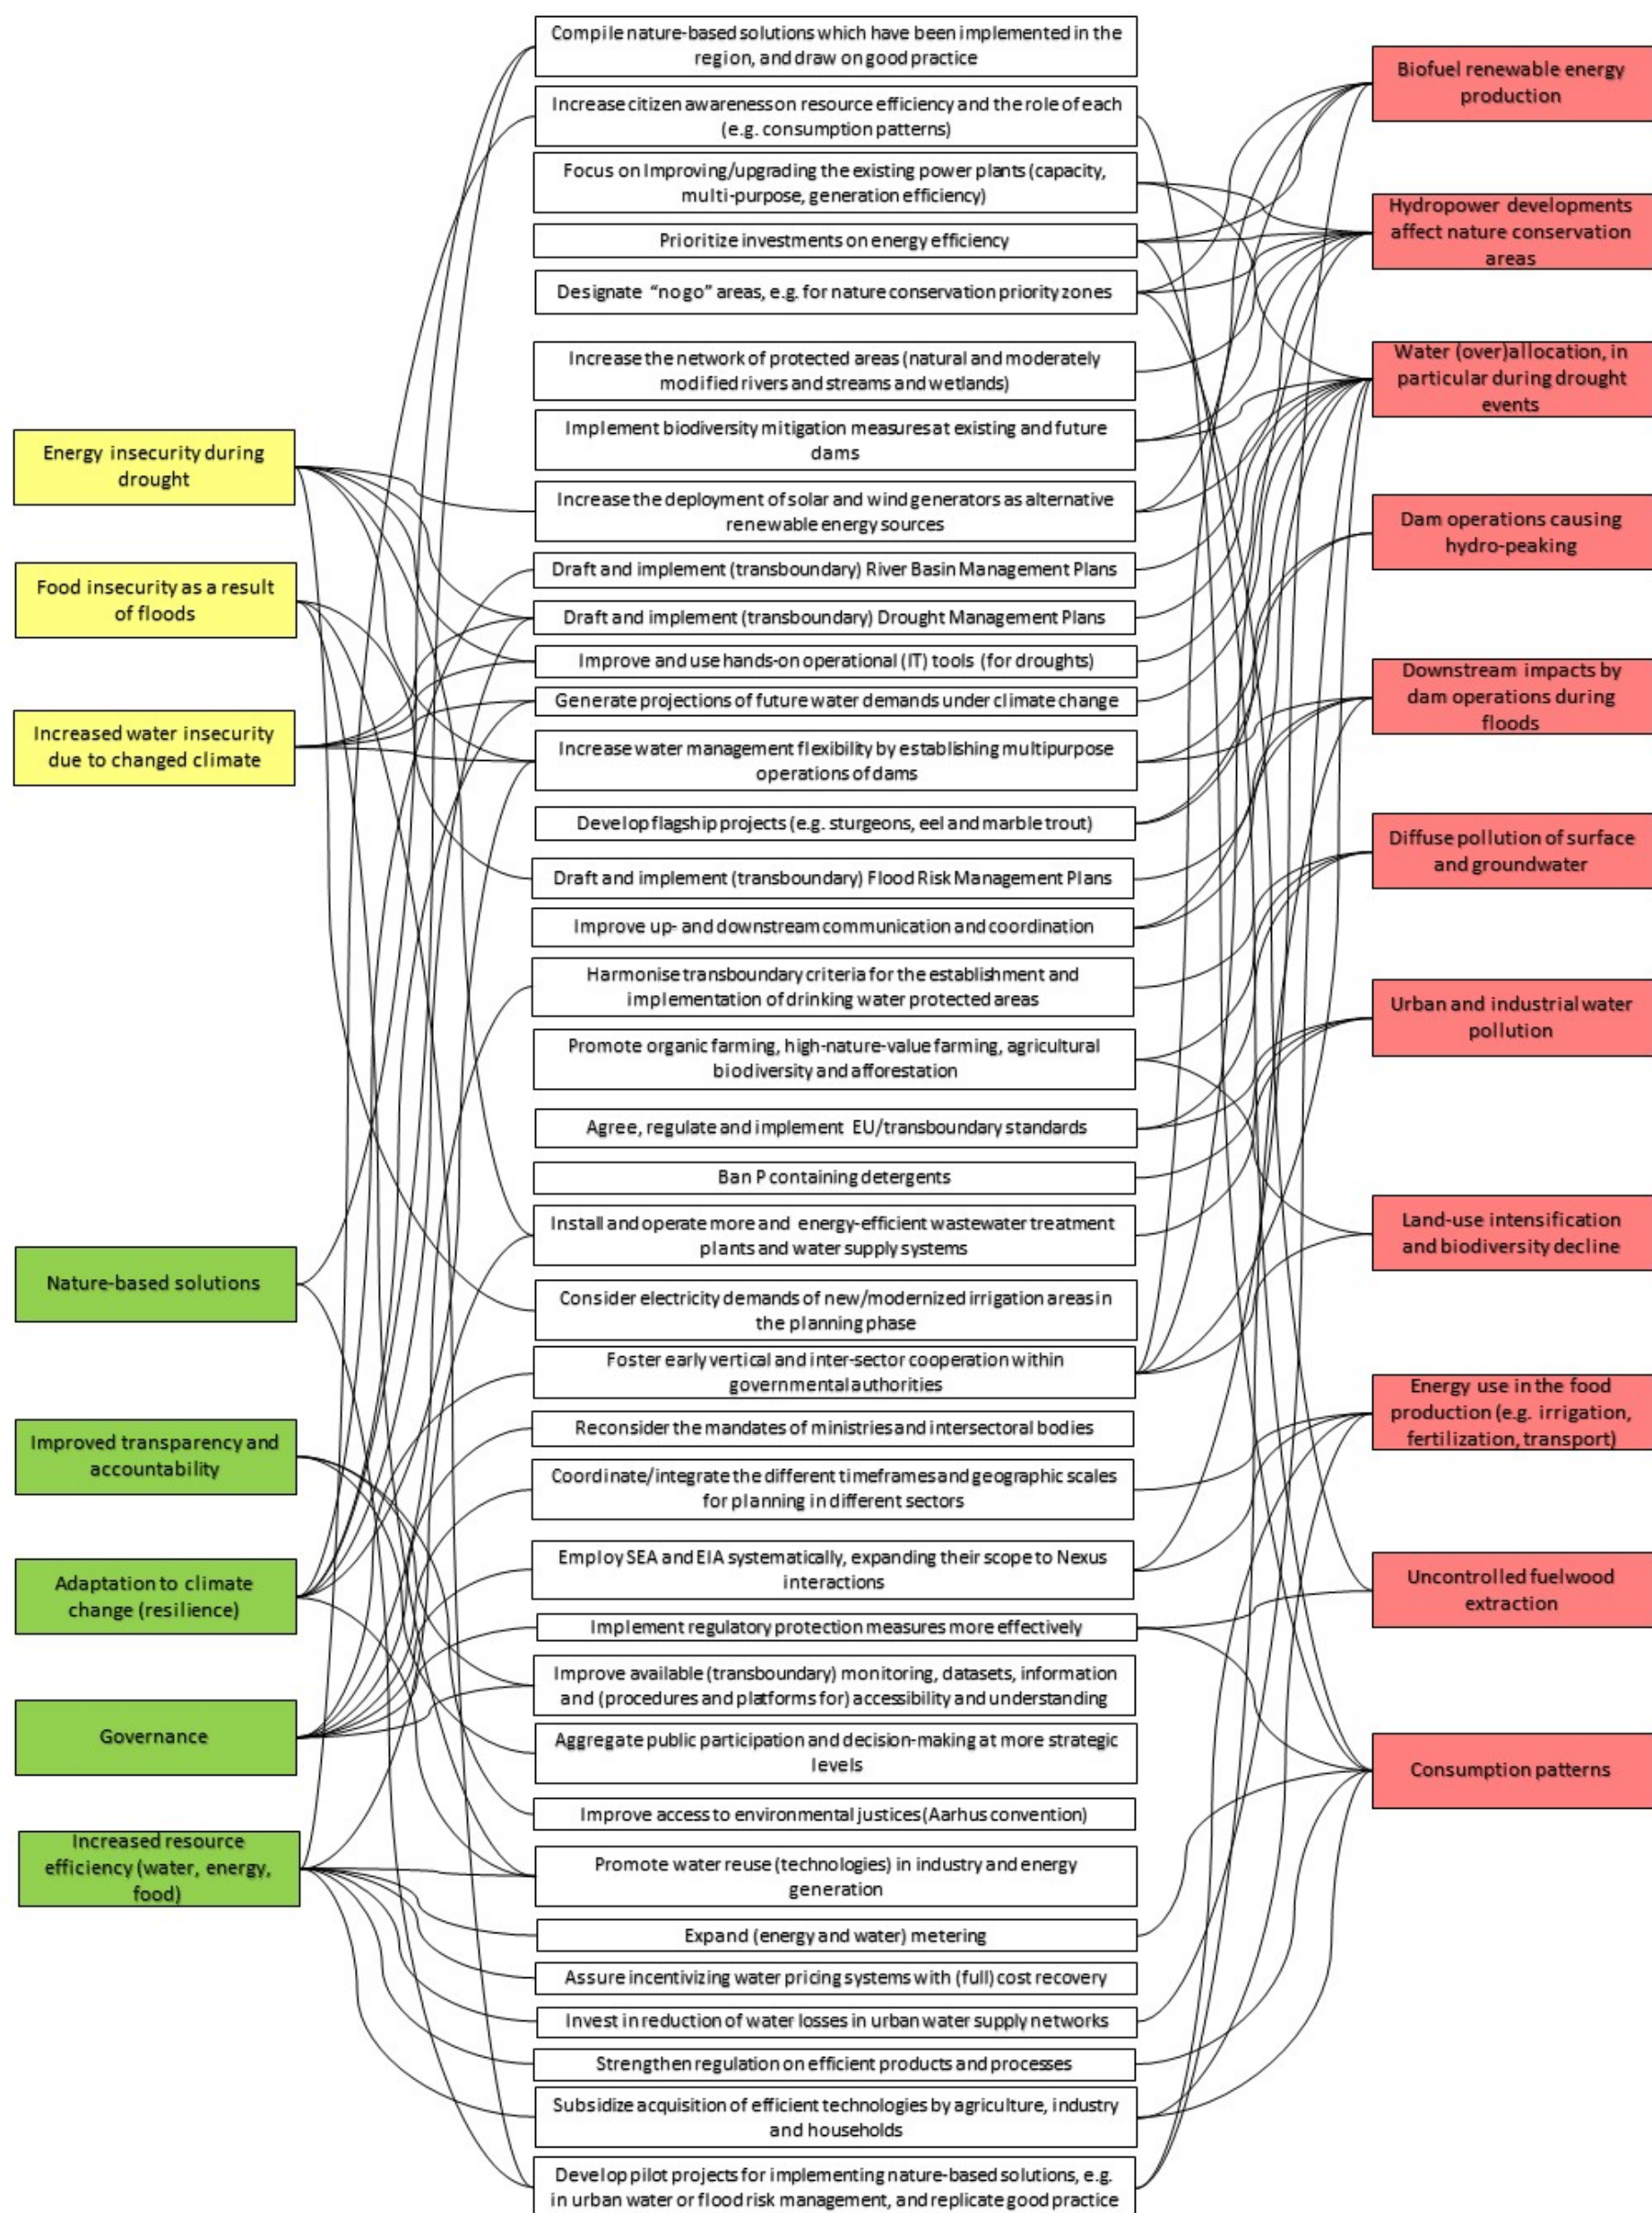 Energy insecurity during
drought
Food insecurity as a result
of floods
Increased water insecurity
due to changed climate
Nature-based solutions
Improved transparency and
accountability
Adaptation to climate
change (resilience)
Governance
Increased resource
efficiency (water, energy,
food)
Compile nature-based solutions which have been implemented in the
region, and draw on good practice
Increase citizen awareness on resource efficiency and the role of each
(e.g. consumption patterns)
Focus on Improving/upgrading the existing power plants (capacity,
multi-purpose, generation efficiency)
Prioritize investments on energy efficiency
Designate “no go” areas, e.g. for nature conservation priority zones
Increase the network of protected areas (natural and moderately
modified rivers and streams and wetlands)
Implement biodiversity mitigation measures at existing and future
dams
Increase the deployment of solar and wind generators as alternative
renewable energy sources
Draft and implement (transboundary) River Basin Management Plans
Draft and implement (transboundary) Drought Management Plans
Improve and use hands-on operational (IT) tools (for droughts)
Generate projections of future water demands under climate change
Increase water management flexibility by establishing multipurpose
operations of dams
Develop flagship projects (e.g. sturgeons, eel and marble trout)
Draft and implement (transboundary) Flood Risk Management Plans
Improve up- and downstream communication and coordination
Harmonise transboundary criteria for the establishment and
implementation of drinking water protected areas
Promote organic farming, high-nature-value farming, agricultural
biodiversity and afforestation
Agree, regulate and implement EU/transboundary standards
Ban P containing detergents
Install and operate more and energy-efficient wastewater treatment
plants and water supply systems
Consider electricity demands of new/modernized irrigation areas in
the planning phase
Foster early vertical and inter-sector cooperation within
governmental authorities
Reconsider the mandates of ministries and intersectoral bodies
Coordinate/integrate the different timeframes and geographic scales
for planning in different sectors
Employ SEA and EIA systematically, expanding their scope to Nexus
interactions
Implement regulatory protection measures more effectively
Improve available (transboundary) monitoring, datasets, information
and (procedures and platforms for) accessibility and understanding
Aggregate public participation and decision-making at more strategic
levels
Improve access to environmental justices (Aarhus convention)
Promote water reuse (technologies) in industry and energy
generation
Expand (energy and water) metering
Assure incentivizing water pricing systems with (full) cost recovery
Invest in reduction of water losses in urban water supply networks
Strengthen regulation on efficient products and processes
Subsidize acquisition of efficient technologies by agriculture, industry
and households
Develop pilot projects for implementing nature-based solutions, e.g.
in urban water or flood risk management, and replicate good practice
Biofuel renewable energy
production
Hydropower developments
affect nature conservation
areas
Water (over)allocation, in
particular during drought
events
Dam operations causing
hydro-peaking
Downstream impacts by
dam operations during
floods
Diffuse pollution of surface
and groundwater
Urban and industrial water
pollution
Land-use intensification
and biodiversity decline
Energy use in the food
production (e.g. irrigation,
fertilization, transport)
Uncontrolled fuelwood
extraction
Consumption patterns